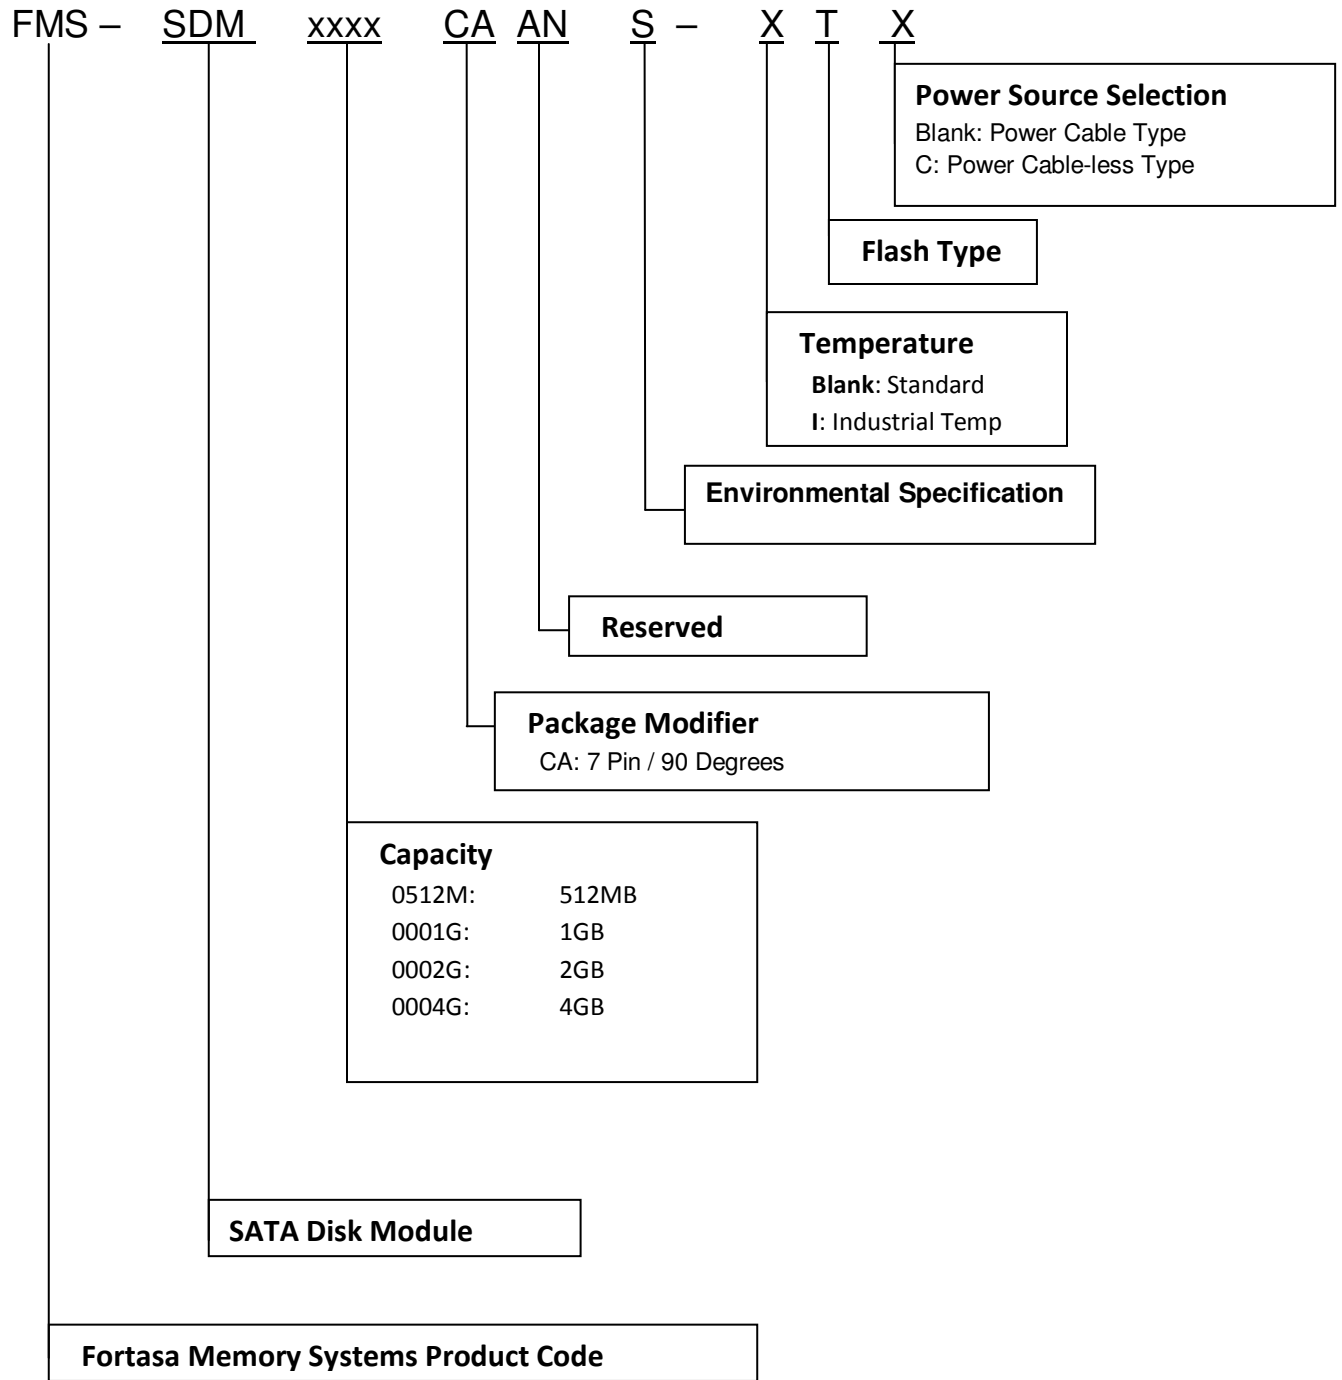 FMS – SDM xxxx CA AN S – X T X
Power Source Selection
Blank: Power Cable Type
C: Power Cable-less Type
Flash Type
Temperature
Blank: Standard
I: Industrial Temp
Environmental Specification
Reserved
Package Modifier
CA: 7 Pin / 90 Degrees
Capacity
0512M: 512MB
0001G: 1GB
0002G: 2GB
0004G: 4GB
SATA Disk Module
Fortasa Memory Systems Product Code